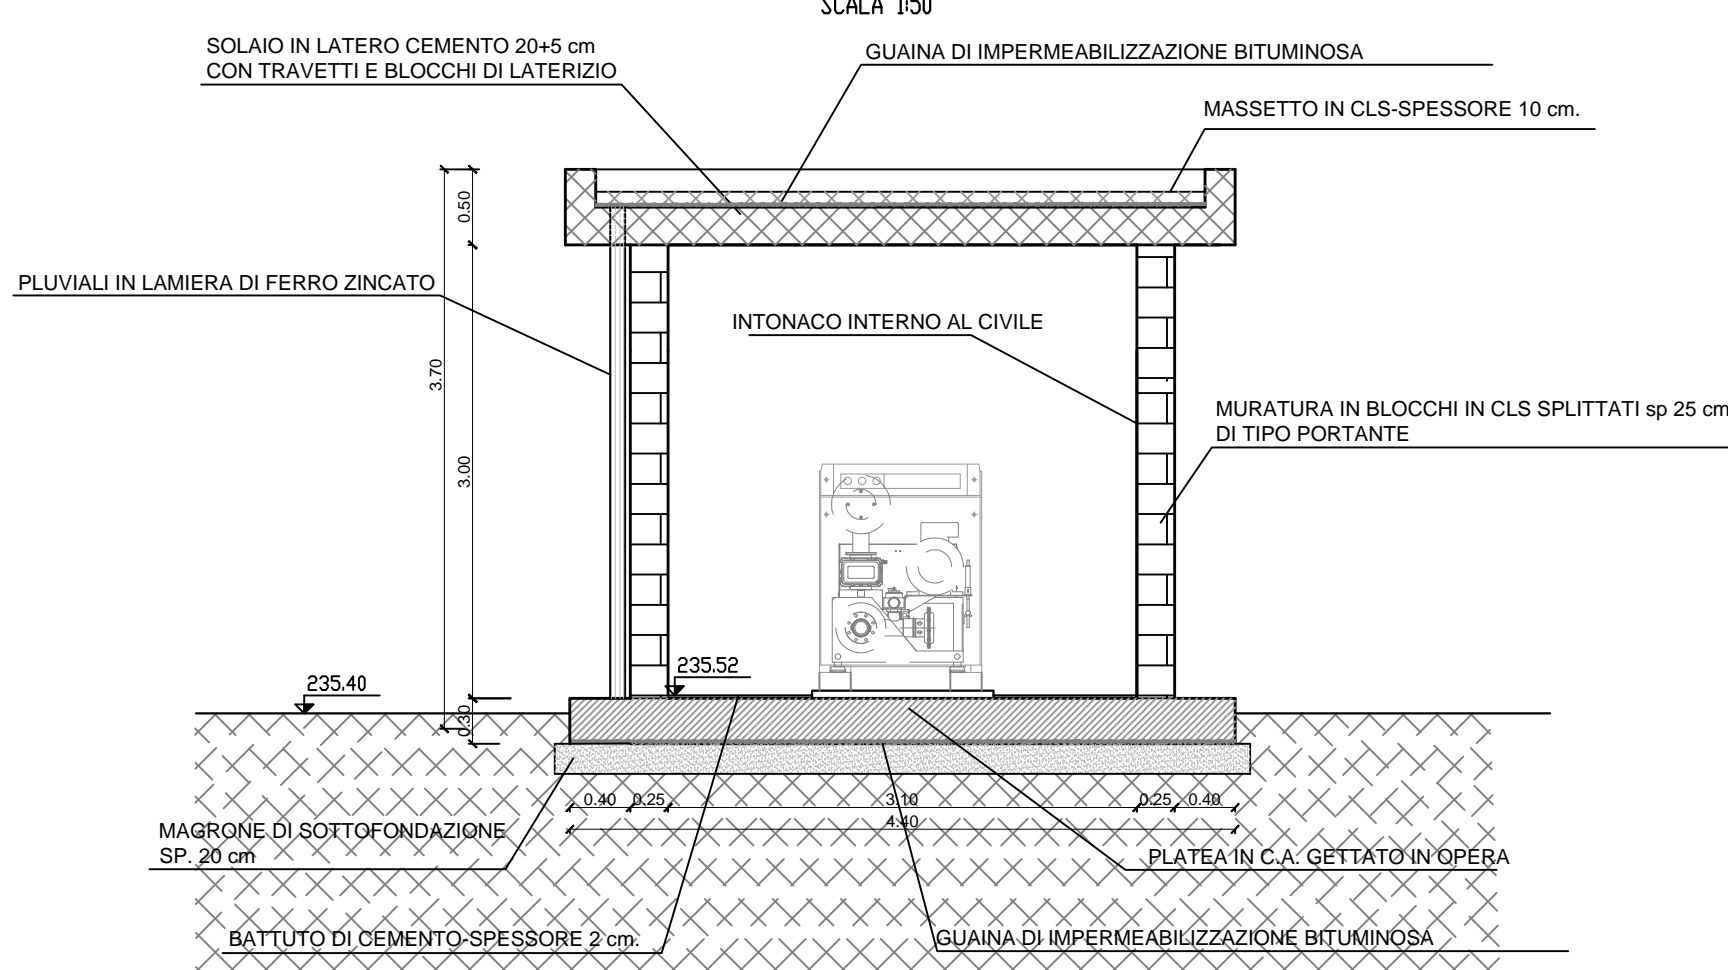 SCALA 1:50
SOLAIO IN LATERO CEMENTO 20+5 cm
CON TRAVETTI E BLOCCHI DI LATERIZIO
GUAINA DI IMPERMEABILIZZAZIONE BITUMINOSA
MASSETTO IN CLS-SPESSORE 10 cm.
0.50
PLUVIALI IN LAMIERA DI FERRO ZINCATO
INTONACO INTERNO AL CIVILE
3.70
MURATURA IN BLOCCHI IN CLS SPLITTATI sp 25 cm
DI TIPO PORTANTE
3.00
235.52
235.40
0.30
0.40 0.25 3.10 0.25 0.40
4.40
MAGRONE DI SOTTOFONDAZIONE
SP. 20 cm
PLATEA IN C.A. GETTATO IN OPERA
BATTUTO DI CEMENTO-SPESSORE 2 cm.
GUAINA DI IMPERMEABILIZZAZIONE BITUMINOSA